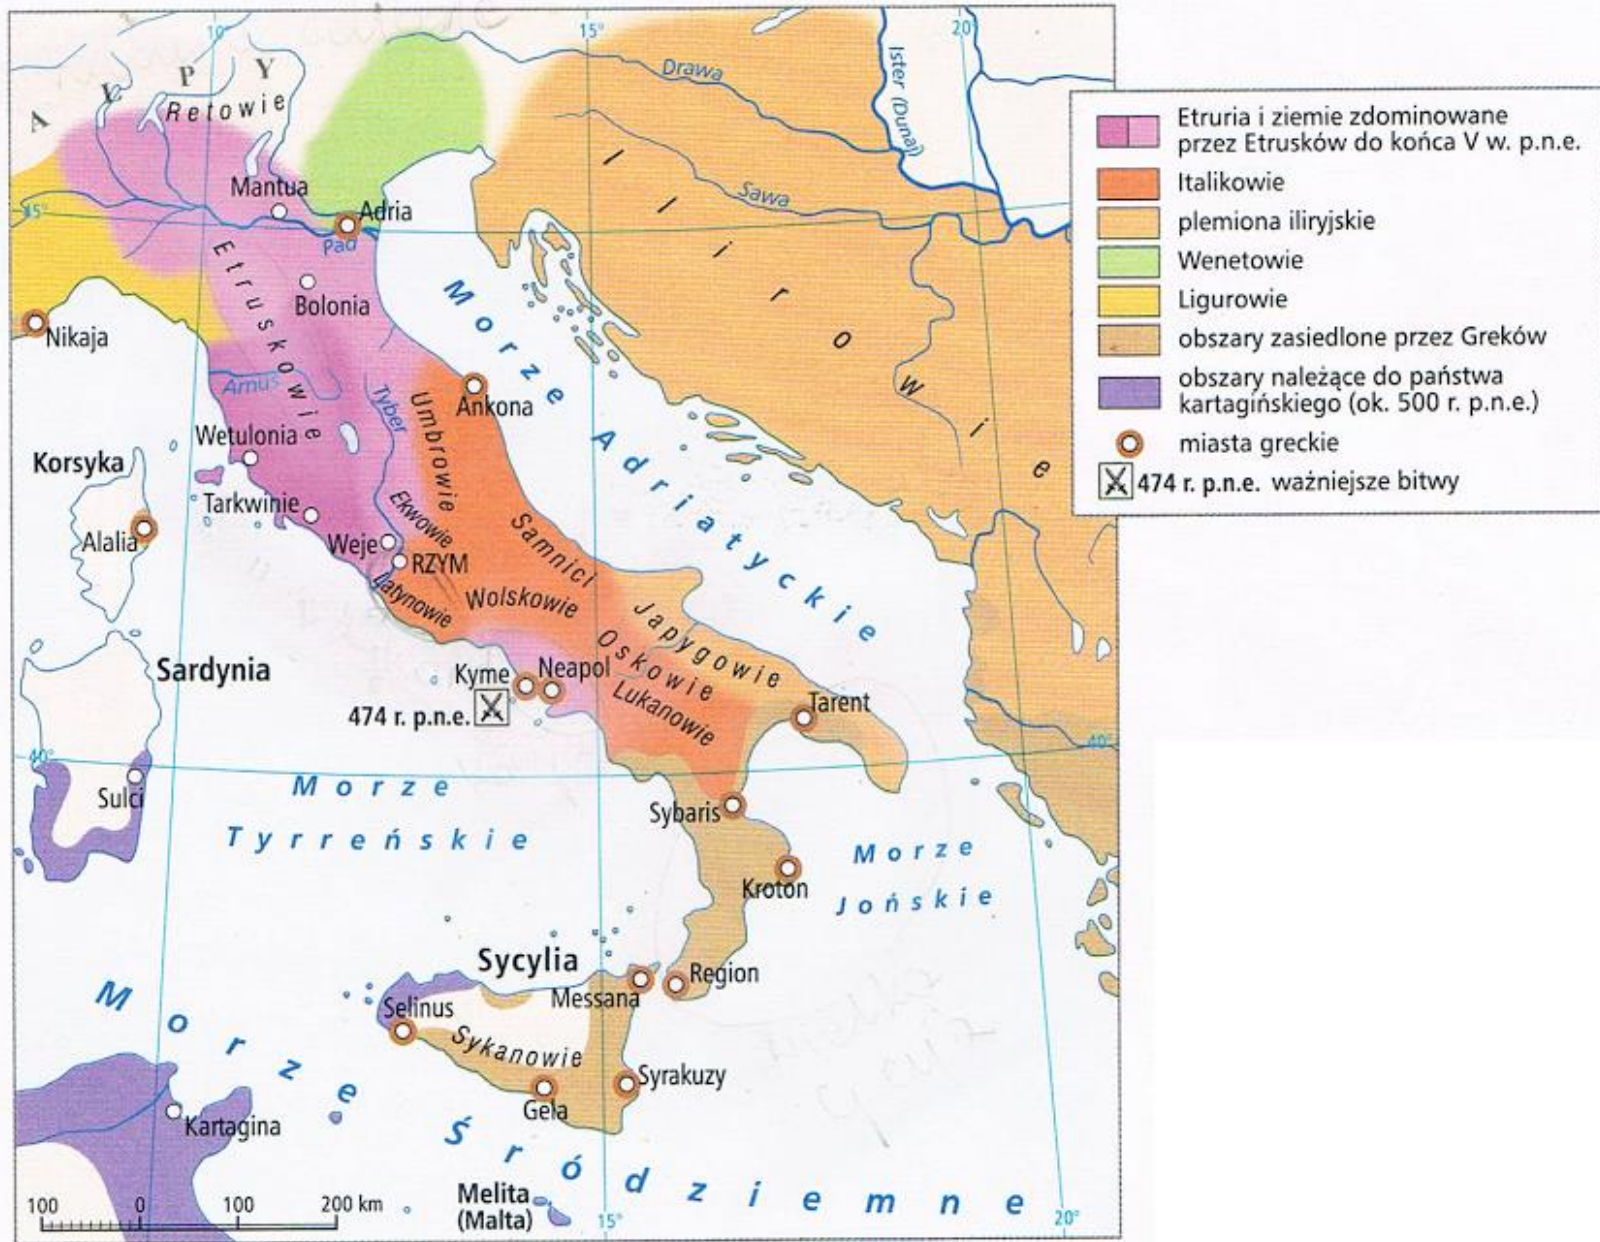 10°
15°
20°
A L P Y
Retowie
Drawa
Ister (Dunaj)
Sawa
Mantua
45°
Adria
Pad
Etruskowie
Bolonia
Ilirowie
Nikaja
Morze Adriatyckie
Arnus
Tyber
Umbrowie
Ankona
Wetulonia
Korsyka
Tarkwinie
Ekwowie
Samnici
Alalia
Weje
RZYM
Latynowie
Wolskowie
Japygowie
Oskowie
Sardynia
Kyme
Neapol
Lukanowie
474 r. p.n.e.
Tarent
40°
40°
Sulci
Morze
Tyrreńskie
Sybaris
Morze
Jońskie
Kroton
Sycylia
Messana
Region
Selinus
Sykanowie
Gela
Syrakuzy
Morze Śródziemne
Kartagina
Melita
(Malta)
100 0 100 200 km
15°
20°
Etruria i ziemie zdominowane
przez Etrusków do końca V w. p.n.e.
Italikowie
plemiona iliryjskie
Wenetowie
Ligurowie
obszary zasiedlone przez Greków
obszary należące do państwa
kartagińskiego (ok. 500 r. p.n.e.)
miasta greckie
474 r. p.n.e. ważniejsze bitwy